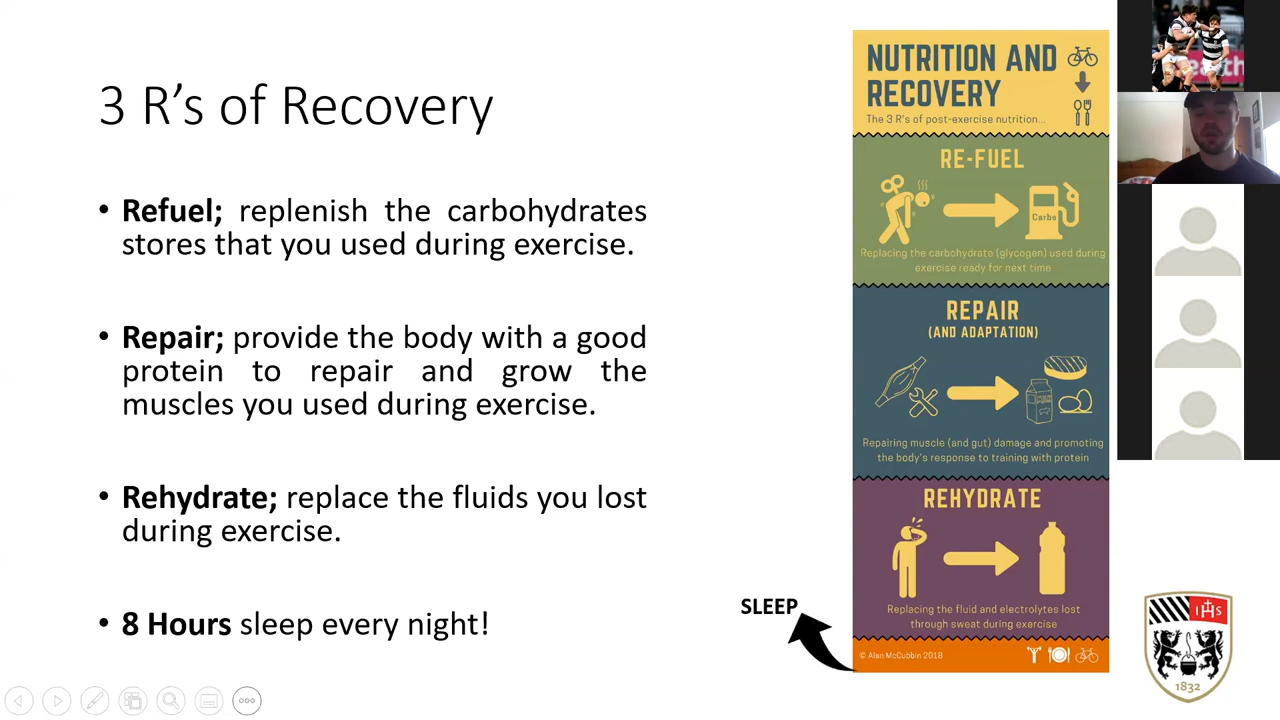 3 R's of Recovery
• Refuel; replenish the carbohydrates
stores that you used during exercise.
• Repair; provide the body with a good
protein to repair and grow the
muscles you used during exercise.
• Rehydrate; replace the fluids you lost
during exercise.
• 8 Hours sleep every night!
SLEEP
NUTRITION AND
RECOVERY
The 3 R's of post-exercise nutrition...
RE-FUEL
Carbs
Replacing the carbohydrate (glycogen) used during
exercise ready for next time
REPAIR
(AND ADAPTATION)
MILK
Repairing muscle (and gut) damage and promoting
the body's response to training with protein
REHYDRATE
Replacing the fluid and electrolytes lost
through sweat during exercise
© Alan McCubbin 2018
IHS
1832